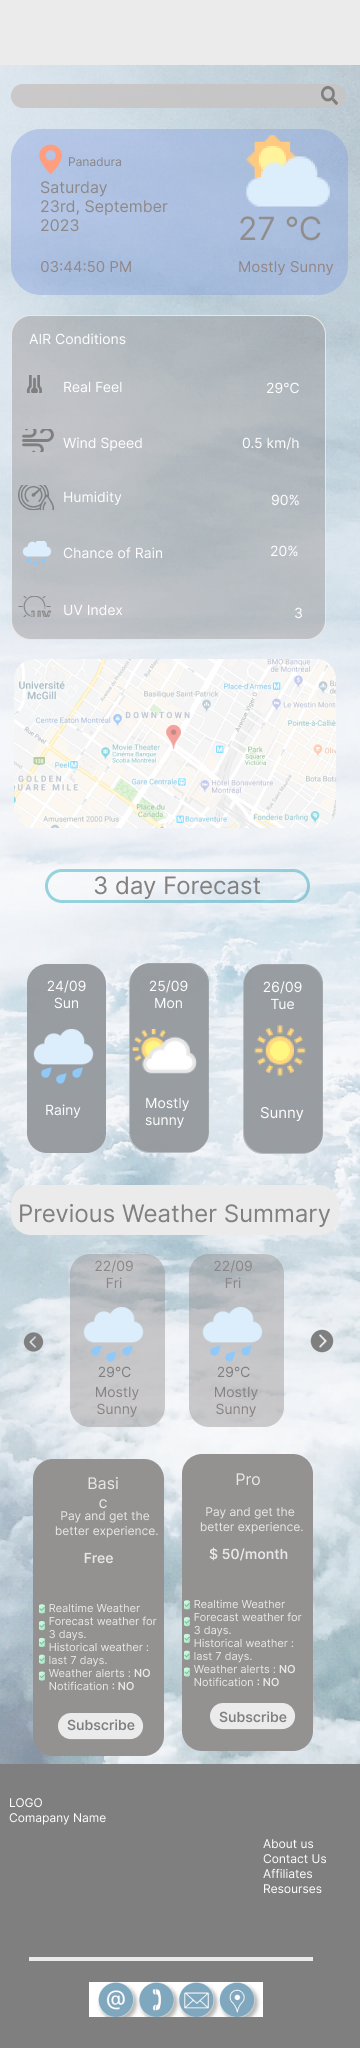 Panadura
Saturday
23rd, September
2023
27 °C
03:44:50 PM
Mostly Sunny
AIR Conditions
Real Feel
29°C
Wind Speed
0.5 km/h
Humidity
90%
Chance of Rain
20%
UV Index
3
BMO Banque
de Montréal
Université
McGill
Place-d'Armes
Basilique Saint-Patrick
Le Westin Mont
Centre Eaton Montréal
DOWNTOWN
Pointe-à-Callie
Movie Theater
Cinéma Banque
Scotia Montréal
Park
Square
Victoria
Peel
GOLDEN
UARE MILE
Gare Centrale
Hôtel Bonaventure
Montréal
Bota Bota
Place du
Canada
Amusement 2000 Plus
Bonaventure
Fonderie Darling
3 day Forecast
24/09
Sun
Rainy
25/09
Mon
Mostly
sunny
26/09
Tue
Sunny
Previous Weather Summary
22/09
Fri
29°C
Mostly
Sunny
22/09
Fri
29°C
Mostly
Sunny
Basi
c
Pay and get the
better experience.
Free
Realtime Weather
Forecast weather for
3 days.
Historical weather :
last 7 days.
Weather alerts : NO
Notification : NO
Subscribe
Pro
Pay and get the
better experience.
$ 50/month
Realtime Weather
Forecast weather for
3 days.
Historical weather :
last 7 days.
Weather alerts : NO
Notification : NO
Subscribe
LOGO
Comapany Name
About us
Contact Us
Affiliates
Resourses